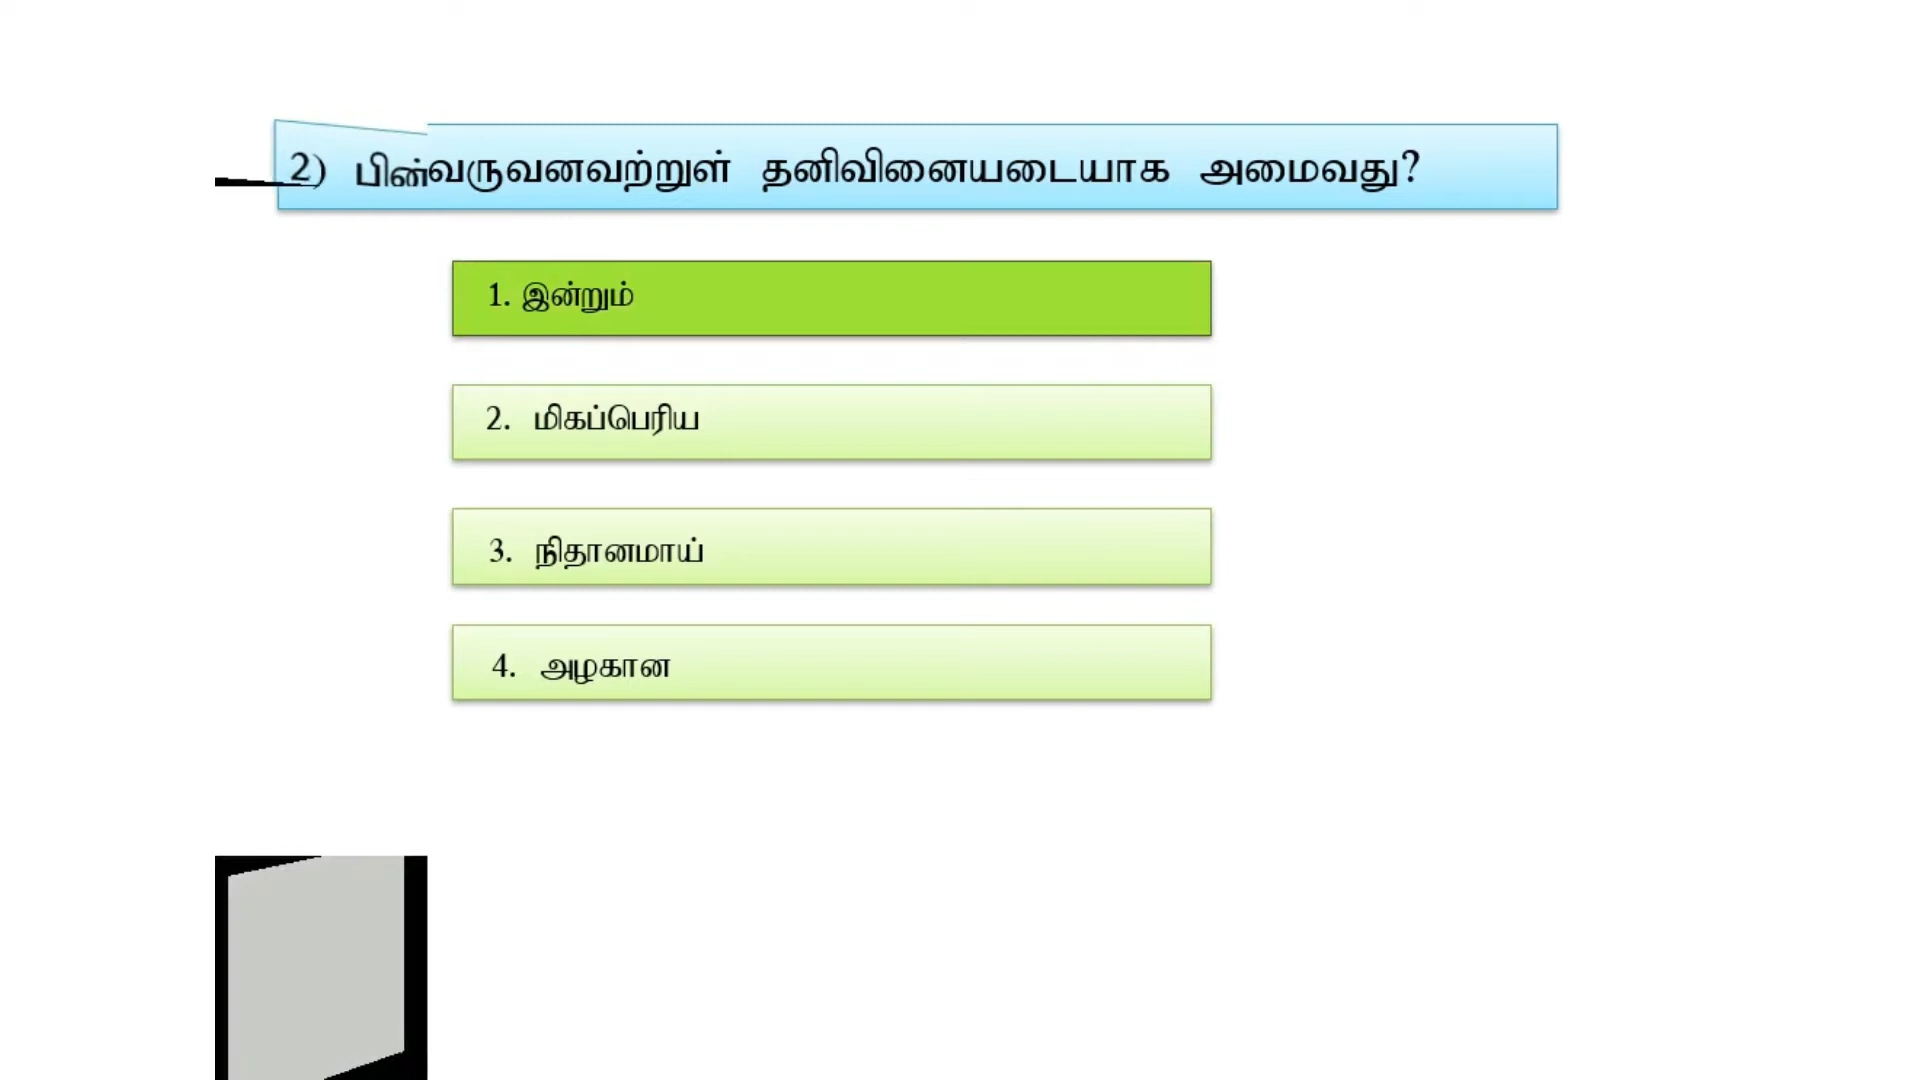 2) பின்வருவனவற்றுள் தனிவினையடையாக அமைவது?
1. இன்றும்
2. மிகப்பெரிய
3. நிதானமாய்
4. அழகான